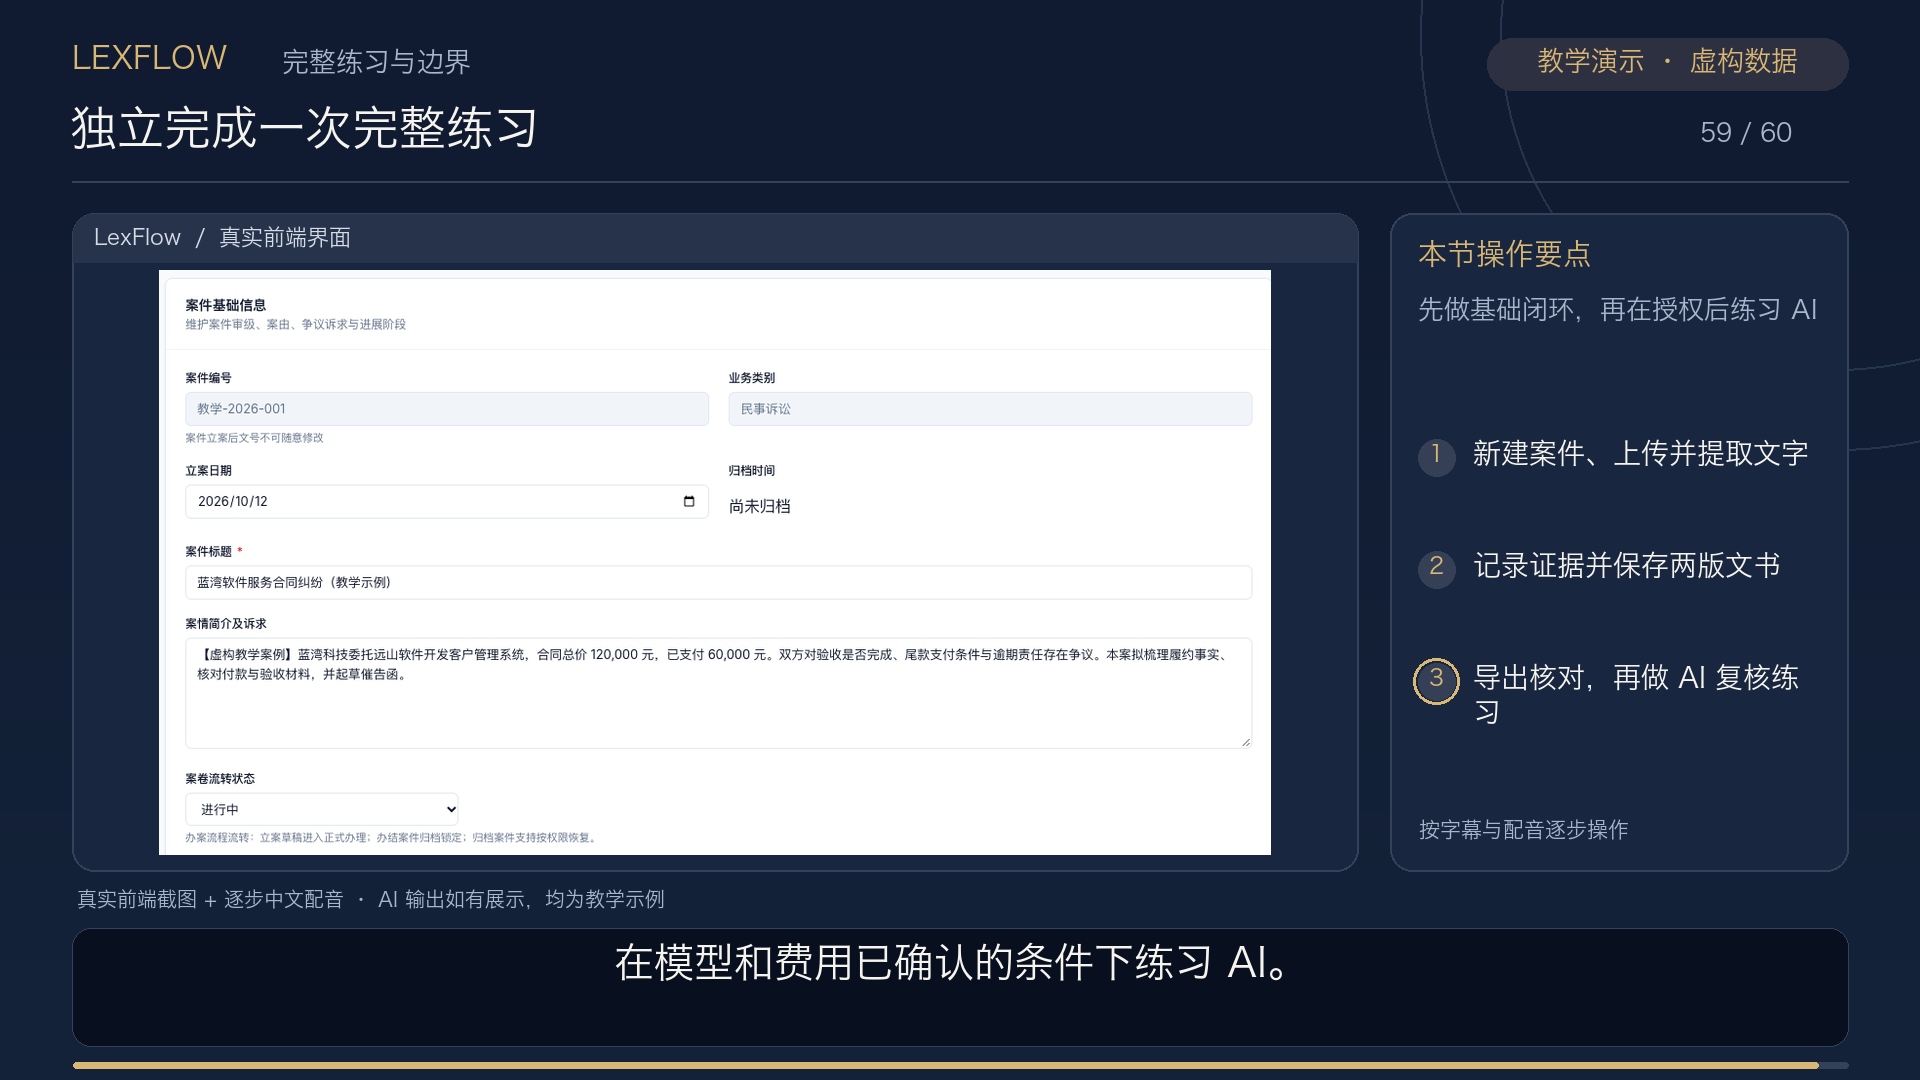 LEXFLOW 完整练习与边界
教学演示 · 虚构数据
独立完成一次完整练习
59 / 60
LexFlow / 真实前端界面
案件基础信息
维护案件审级、案由、争议诉求与进展阶段
案件编号
教学-2026-001
案件立案后文号不可随意修改
业务类别
民事诉讼
立案日期
2026/10/12
归档时间
尚未归档
案件标题 *
蓝湾软件服务合同纠纷（教学示例）
案情简介及诉求
【虚构教学案例】蓝湾科技委托远山软件开发客户管理系统，合同总价 120,000 元，已支付 60,000 元。双方对验收是否完成、尾款支付条件与逾期责任存在争议。本案拟梳理履约事实、
核对付款与验收材料，并起草催告函。
案卷流转状态
进行中
办案流程流转：立案草稿进入正式办理；办结案件归档锁定；归档案件支持按权限恢复。
本节操作要点
先做基础闭环，再在授权后练习 AI
1 新建案件、上传并提取文字
2 记录证据并保存两版文书
3 导出核对，再做 AI 复核练
习
按字幕与配音逐步操作
真实前端截图 + 逐步中文配音 · AI 输出如有展示，均为教学示例
在模型和费用已确认的条件下练习 AI。